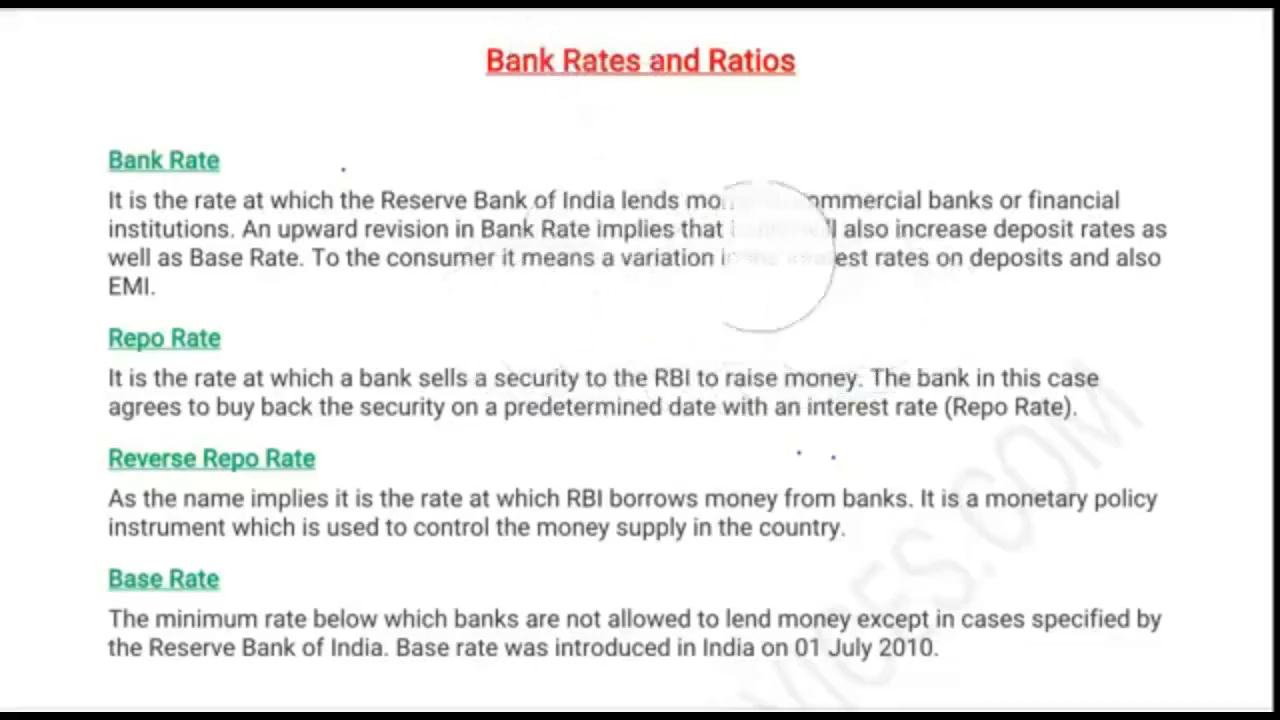 Bank Rates and Ratios
Bank Rate
It is the rate at which the Reserve Bank of India lends commercial banks or financial
institutions. An upward revision in Bank Rate implies that also increase deposit rates as
well as Base Rate. To the consumer it means a variation rates on deposits and also
EMI.
Repo Rate
It is the rate at which a bank sells a security to the RBI to raise money. The bank in this case
agrees to buy back the security on a predetermined date with an interest rate (Repo Rate).
Reverse Repo Rate
As the name implies it is the rate at which RBI borrows money from banks. It is a monetary policy
instrument which is used to control the money supply in the country.
Base Rate
The minimum rate below which banks are not allowed to lend money except in cases specified by
the Reserve Bank of India. Base rate was introduced in India on 01 July 2010.